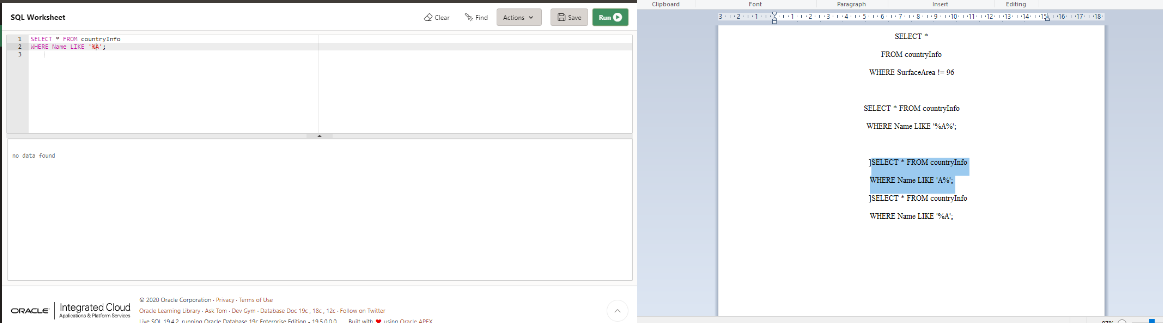 SQL Worksheet
Clear
Find
Actions
Save
Run
1 SELECT * FROM countryInfo
2 WHERE Name LIKE '%A';
3
no data found
ORACLE
Integrated Cloud
Applications & Platform Services
© 2020 Oracle Corporation · Privacy · Terms of Use
Oracle Learning Library · Ask Tom · Dev Gym · Database Doc 19c, 18c, 12c · Follow on Twitter
Live SQL 19.4.2, running Oracle Database 19c Enterprise Edition - 19.5.0.0.0 Built with ❤ using Oracle APEX
Clipboard
Font
Paragraph
Insert
Editing
3 2 1 1 2 3 4 5 6 7 8 9 10 11 12 13 14 15 16 17 18
SELECT *
FROM countryInfo
WHERE SurfaceArea != 96
SELECT * FROM countryInfo
WHERE Name LIKE '%A%';
]SELECT * FROM countryInfo
WHERE Name LIKE 'A%';
]SELECT * FROM countryInfo
WHERE Name LIKE '%A';